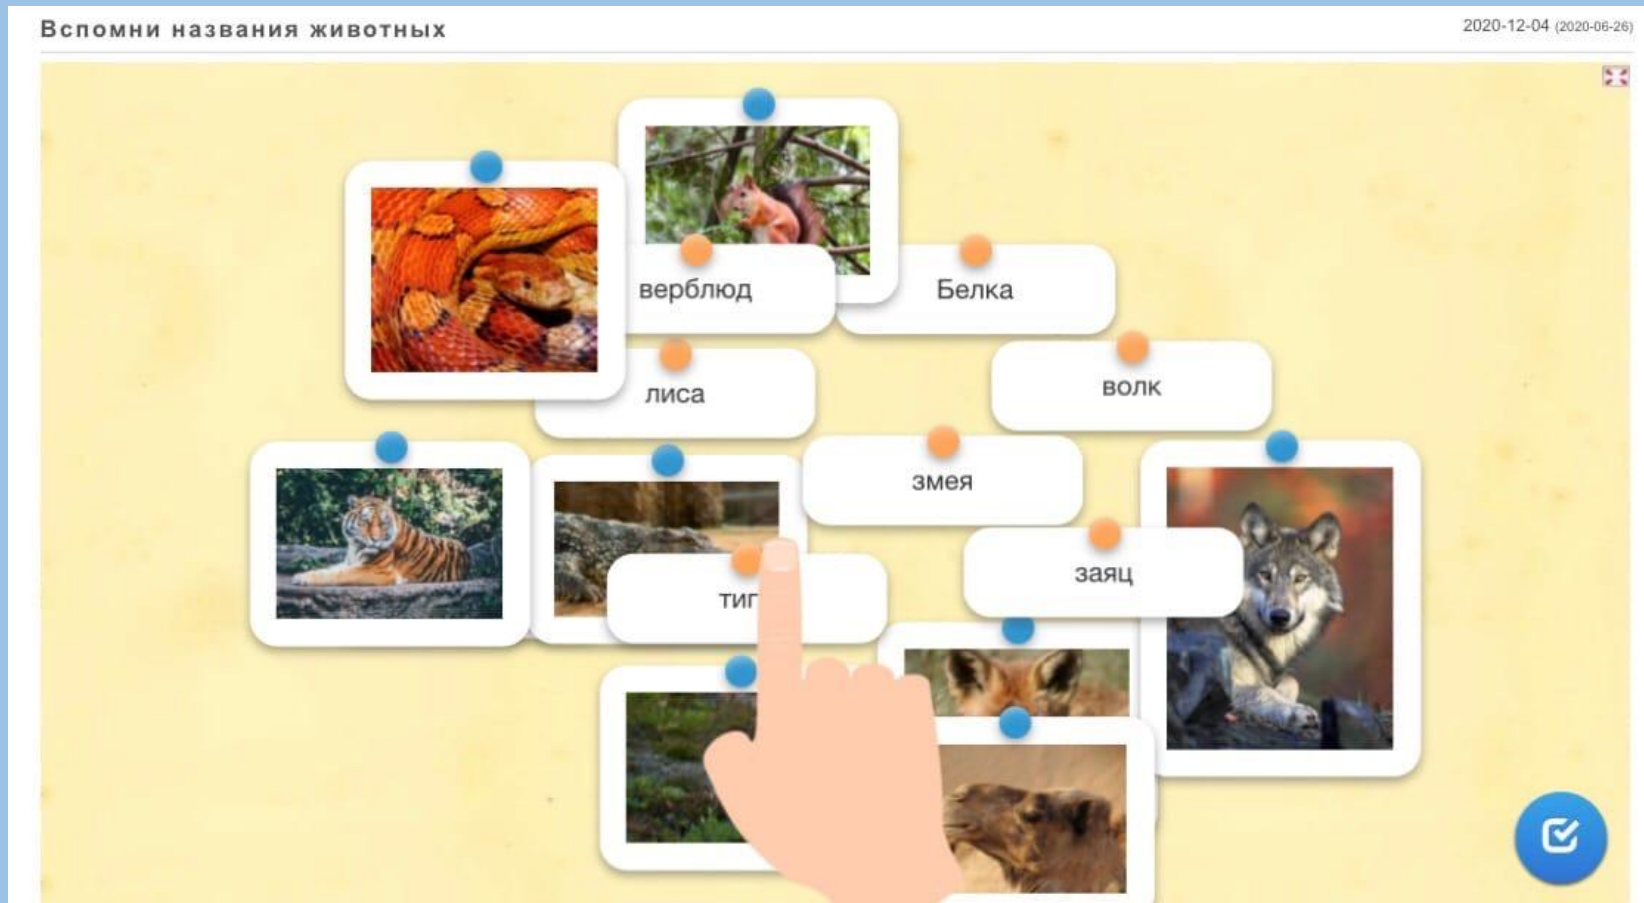 Вспомни названия животных
2020-12-04 (2020-06-26)
верблюд
Белка
лиса
волк
змея
заяц